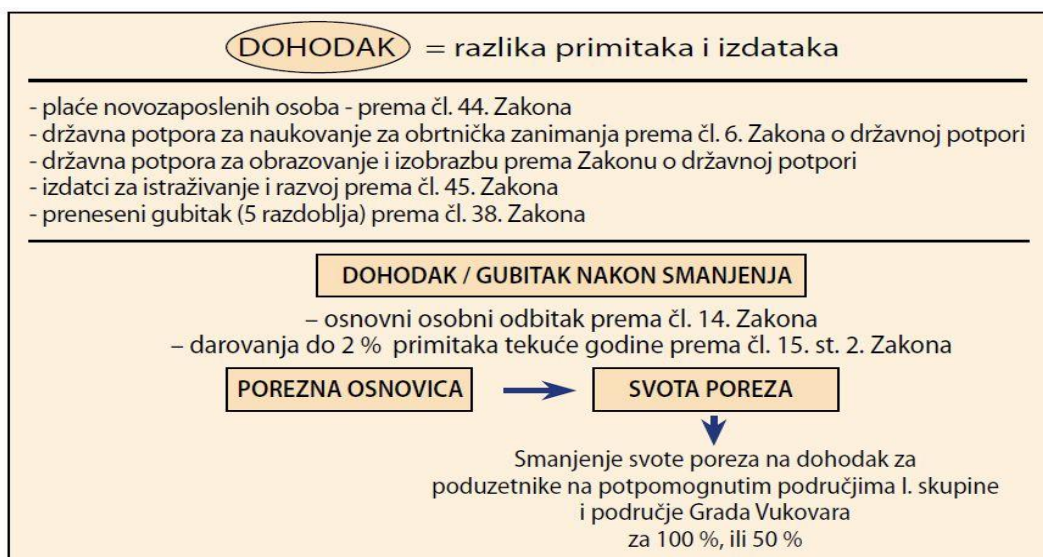 DOHODAK = razlika primitaka i izdataka
- plaće novozaposlenih osoba - prema čl. 44. Zakona
- državna potpora za naukovanje za obrtnička zanimanja prema čl. 6. Zakona o državnoj potpori
- državna potpora za obrazovanje i izobrazbu prema Zakonu o državnoj potpori
- izdatci za istraživanje i razvoj prema čl. 45. Zakona
- preneseni gubitak (5 razdoblja) prema čl. 38. Zakona
DOHODAK / GUBITAK NAKON SMANJENJA
– osnovni osobni odbitak prema čl. 14. Zakona
– darovanja do 2 % primitaka tekuće godine prema čl. 15. st. 2. Zakona
POREZNA OSNOVICA SVOTA POREZA
Smanjenje svote poreza na dohodak za
poduzetnike na potpomognutim područjima I. skupine
i područje Grada Vukovara
za 100 %, ili 50 %